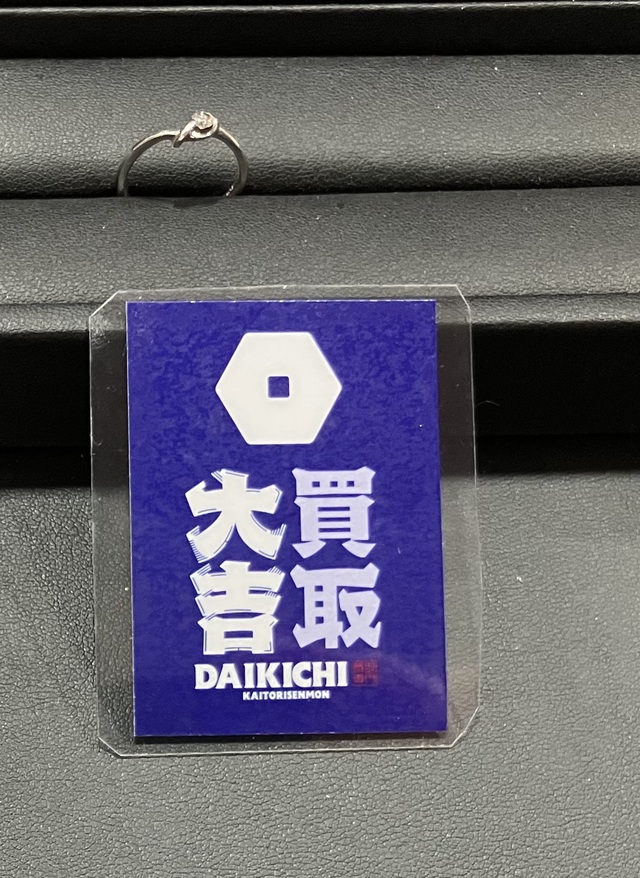 買取
大吉
DAIKICHI
KAITORISENMON